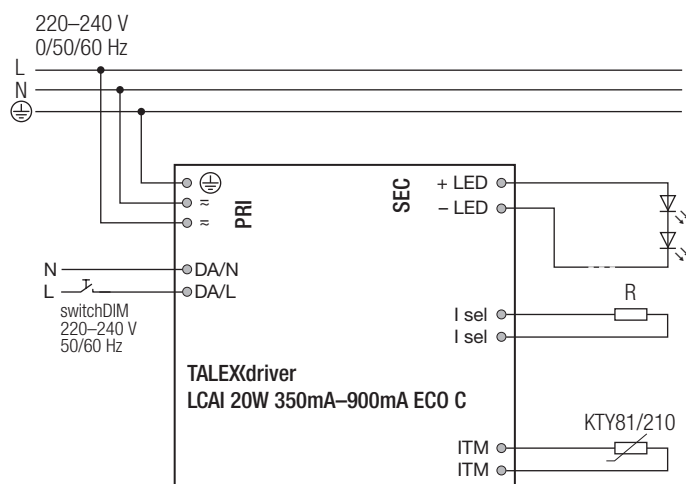 220–240 V
0/50/60 Hz
L
N
+ LED
– LED
PRI
SEC
≂
≂
N
DA/N
L
DA/L
switchDIM
220–240 V
50/60 Hz
R
I sel
I sel
TALEXXdriver
LCAI 20W 350mA–900mA ECO C
KTY81/210
ITM
ITM